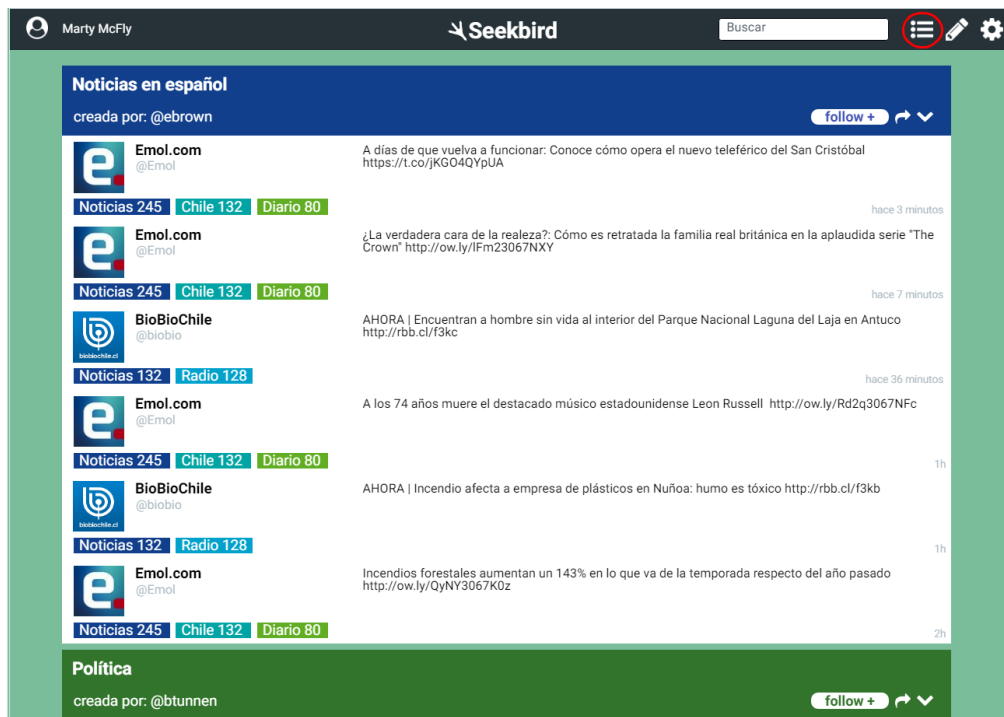 Marty McFly
Seekbird
Buscar
Noticias en español
creada por: @ebrown
follow +
Emol.com
@Emol
A días de que vuelva a funcionar: Conoce cómo opera el nuevo teleférico del San Cristóbal
https://t.co/jKGO4QYpUA
Noticias 245 Chile 132 Diario 80
hace 3 minutos
Emol.com
@Emol
¿La verdadera cara de la realeza?: Cómo es retratada la familia real británica en la aplaudida serie "The
Crown" http://ow.ly/lFm23067NXY
Noticias 245 Chile 132 Diario 80
hace 7 minutos
BioBioChile
@biobio
biobiochile.cl
AHORA | Encuentran a hombre sin vida al interior del Parque Nacional Laguna del Laja en Antuco
http://rbb.cl/f3kc
Noticias 132 Radio 128
hace 36 minutos
Emol.com
@Emol
A los 74 años muere el destacado músico estadounidense Leon Russell http://ow.ly/Rd2q3067NFc
Noticias 245 Chile 132 Diario 80
1h
BioBioChile
@biobio
biobiochile.cl
AHORA | Incendio afecta a empresa de plásticos en Nuñoa: humo es tóxico http://rbb.cl/f3kb
Noticias 132 Radio 128
1h
Emol.com
@Emol
Incendios forestales aumentan un 143% en lo que va de la temporada respecto del año pasado
http://ow.ly/QyNY3067K0z
Noticias 245 Chile 132 Diario 80
2h
Política
creada por: @btunnen
follow +